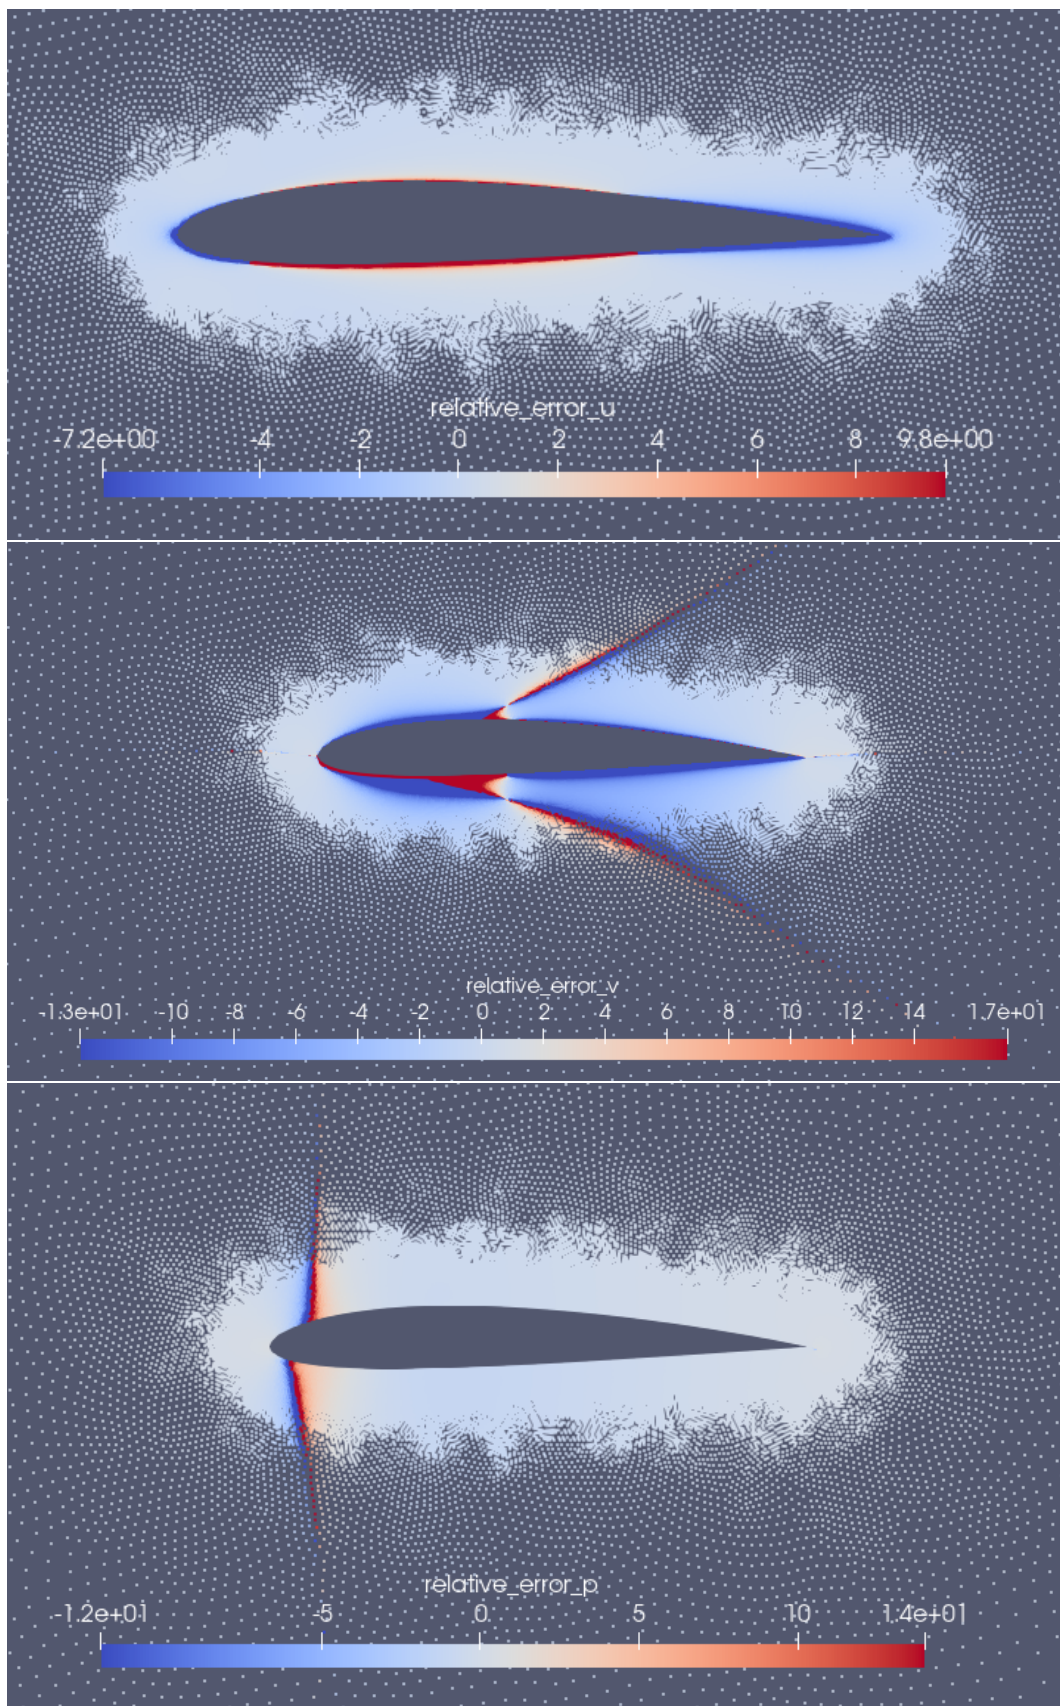 relative_error_u
-7.2e+00 -4 -2 0 2 4 6 8 9.8e+00
relative_error_v
-1.3e+01 -10 -8 -6 -4 -2 0 2 4 6 8 10 12 14 1.7e+01
relative_error_p
-1.2e+01 -5 0 5 10 1.4e+01